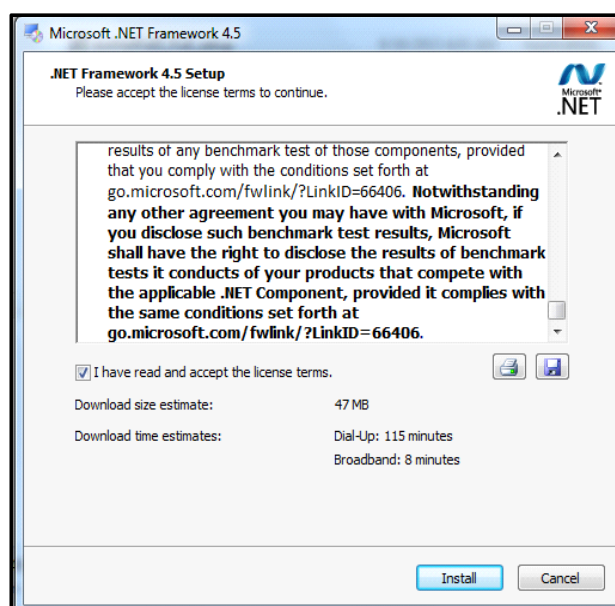 Microsoft .NET Framework 4.5
.NET Framework 4.5 Setup
Please accept the license terms to continue.
Microsoft®
.NET
results of any benchmark test of those components, provided
that you comply with the conditions set forth at
go.microsoft.com/fwlink/?LinkID=66406. Notwithstanding
any other agreement you may have with Microsoft, if
you disclose such benchmark test results, Microsoft
shall have the right to disclose the results of benchmark
tests it conducts of your products that compete with
the applicable .NET Component, provided it complies with
the same conditions set forth at
go.microsoft.com/fwlink/?LinkID=66406.
I have read and accept the license terms.
Download size estimate: 47 MB
Download time estimates: Dial-Up: 115 minutes
Broadband: 8 minutes
Install Cancel